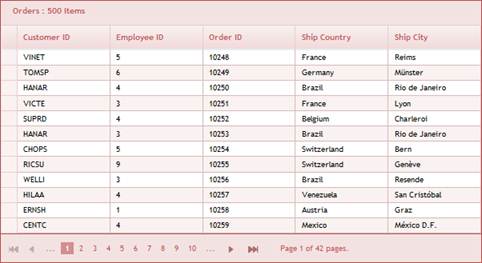 Orders : 500 Items
Customer ID Employee ID Order ID Ship Country Ship City
VINET 5 10248 France Reims
TOMSP 6 10249 Germany Münster
HANAR 4 10250 Brazil Rio de Janeiro
VICTE 3 10251 France Lyon
SUPRD 4 10252 Belgium Charleroi
HANAR 3 10253 Brazil Rio de Janeiro
CHOPS 5 10254 Switzerland Bern
RICSU 9 10255 Switzerland Genève
WELLI 3 10256 Brazil Resende
HILAA 4 10257 Venezuela San Cristóbal
ERNSH 1 10258 Austria Graz
CENTC 4 10259 Mexico México D.F.
... 1 2 3 4 5 6 7 8 9 10 ... Page 1 of 42 pages.